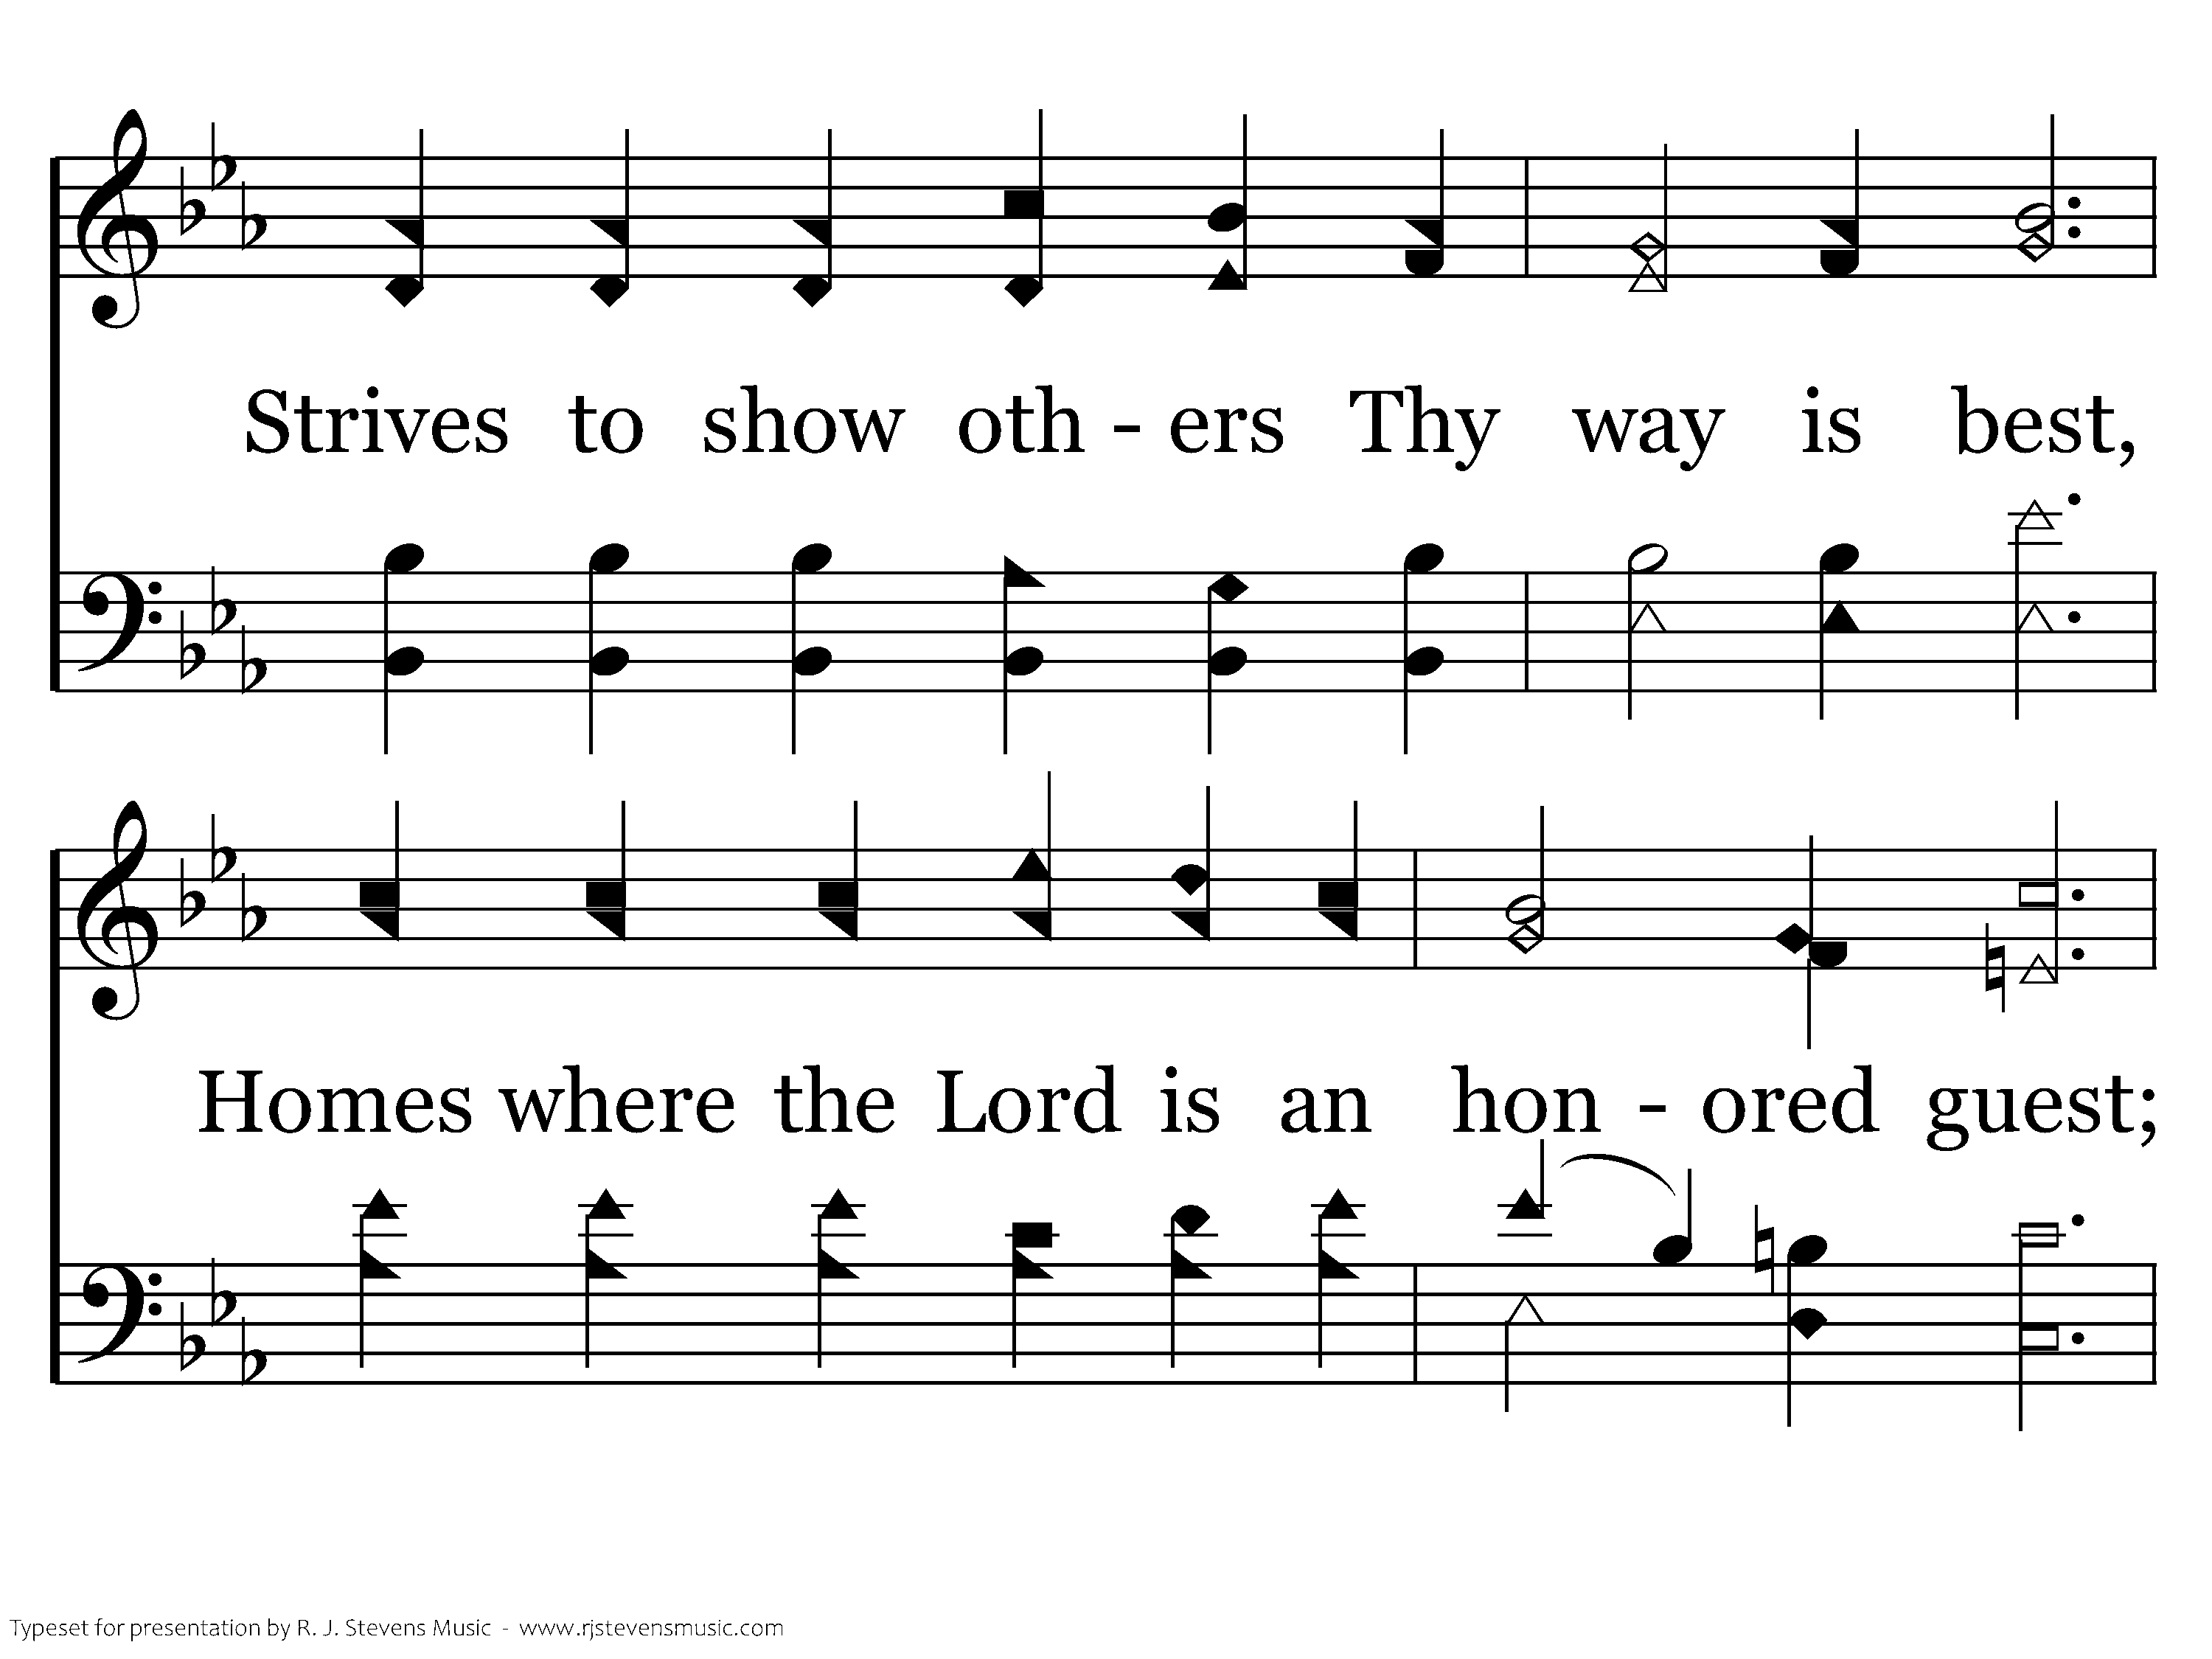 Strives to show oth - ers Thy way is best,
Homes where the Lord is an hon - ored guest;
Typeset for presentation by R. J. Stevens Music - www.rjstevensmusic.com